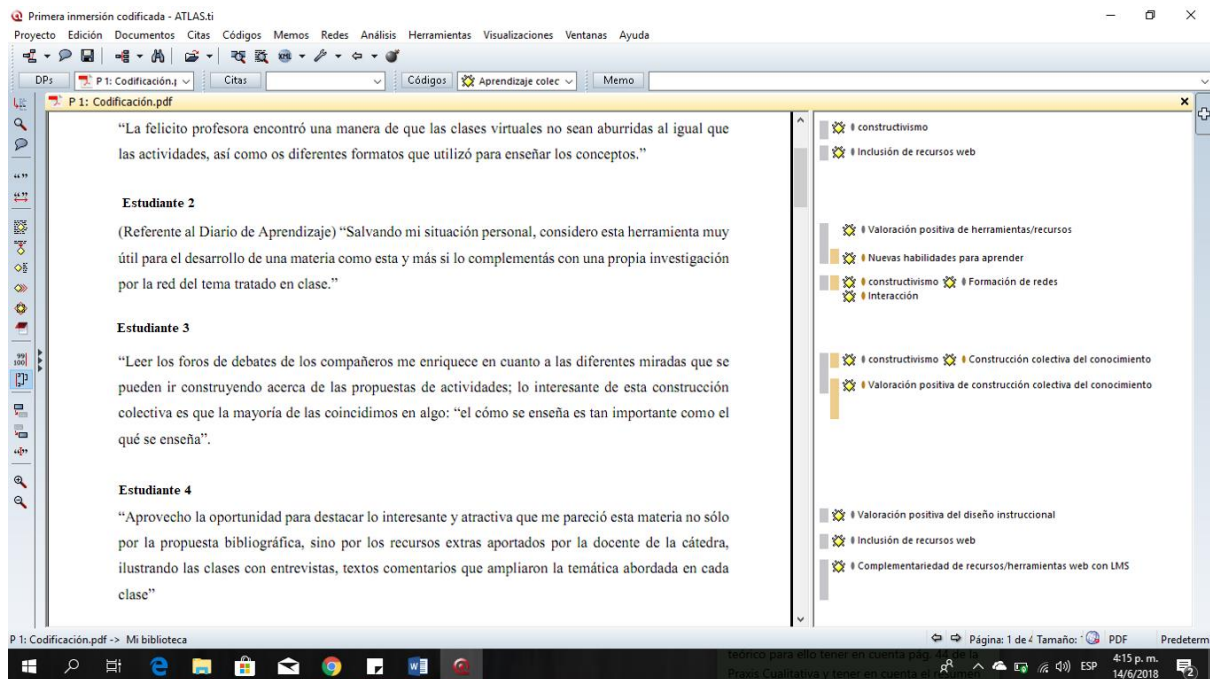 Primera inmersión codificada - ATLAS.ti
Proyecto Edición Documentos Citas Códigos Memos Redes Análisis Herramientas Visualizaciones Ventanas Ayuda
DPs P 1: Codificación.p Citas Códigos Aprendizaje colec Memo
P 1: Codificación.pdf
“La felicito profesora encontró una manera de que las clases virtuales no sean aburridas al igual que
las actividades, así como os diferentes formatos que utilizó para enseñar los conceptos.”
Estudiante 2
(Referente al Diario de Aprendizaje) “Salvando mi situación personal, considero esta herramienta muy
útil para el desarrollo de una materia como esta y más si lo complementás con una propia investigación
por la red del tema tratado en clase.”
Estudiante 3
“Leer los foros de debates de los compañeros me enriquece en cuanto a las diferentes miradas que se
pueden ir construyendo acerca de las propuestas de actividades; lo interesante de esta construcción
colectiva es que la mayoría de las coincidimos en algo: “el cómo se enseña es tan importante como el
qué se enseña”.
Estudiante 4
“Aprovecho la oportunidad para destacar lo interesante y atractiva que me pareció esta materia no sólo
por la propuesta bibliográfica, sino por los recursos extras aportados por la docente de la cátedra,
ilustrando las clases con entrevistas, textos comentarios que ampliaron la temática abordada en cada
clase”
constructivismo
Inclusión de recursos web
Valoración positiva de herramientas/recursos
Nuevas habilidades para aprender
constructivismo Formación de redes
Interacción
constructivismo Construcción colectiva del conocimiento
Valoración positiva de construcción colectiva del conocimiento
Valoración positiva del diseño instruccional
Inclusión de recursos web
Complementariedad de recursos/herramientas web con LMS
P 1: Codificación.pdf -> Mi biblioteca
Página: 1 de 4 Tamaño: PDF Predeterm
teórico para ello tener en cuenta pág. 44 de la
Praxis Cualitativa y tener en cuenta el resumen
ESP
4:15 p. m.
14/6/2018